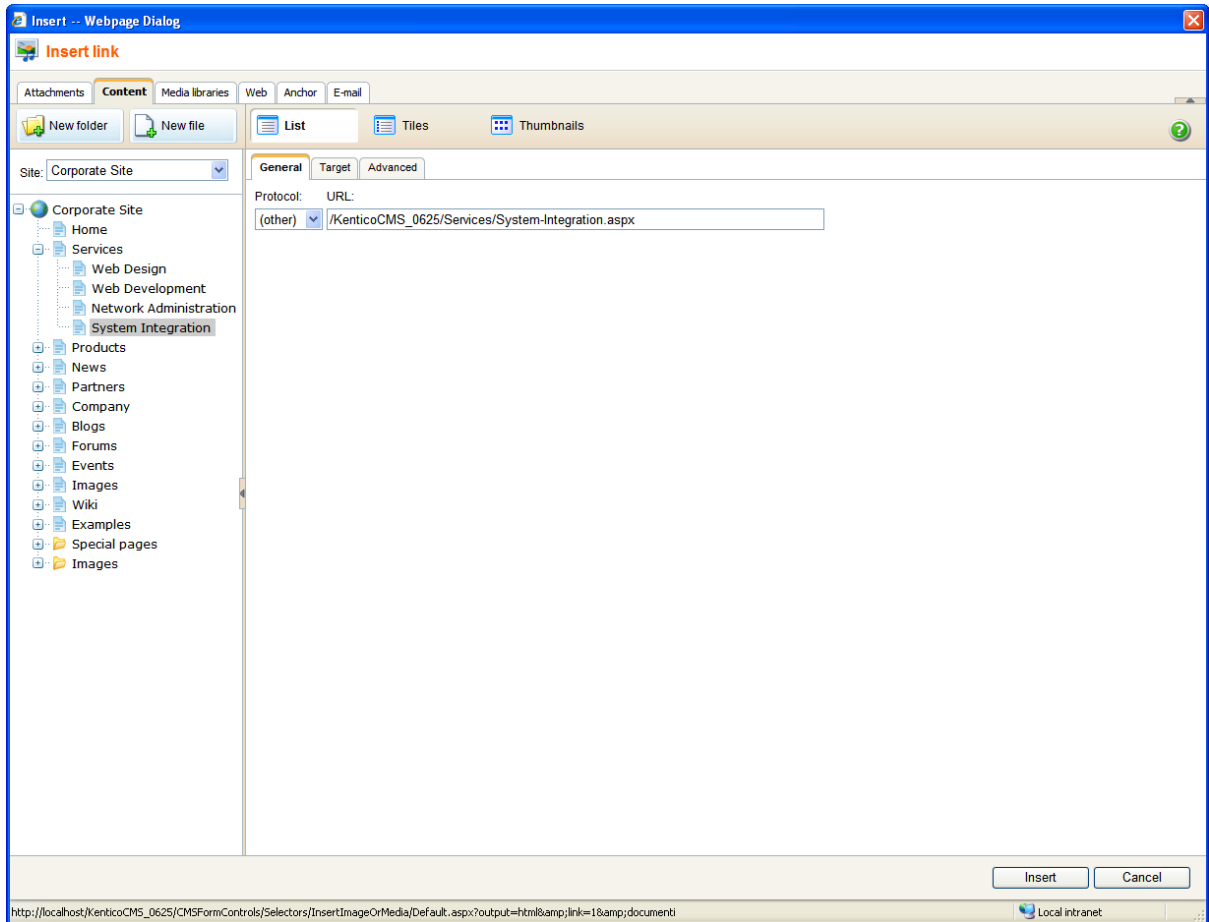 Insert -- Webpage Dialog
Insert link
Attachments Content Media libraries Web Anchor E-mail
New folder New file List Tiles Thumbnails
Site: Corporate Site
General Target Advanced
Protocol: URL:
(other) /KenticoCMS_0625/Services/System-Integration.aspx
Corporate Site
Home
Services
Web Design
Web Development
Network Administration
System Integration
Products
News
Partners
Company
Blogs
Forums
Events
Images
Wiki
Examples
Special pages
Images
Insert Cancel
http://localhost/KenticoCMS_0625/CMSFormControls/Selectors/InsertImageOrMedia/Default.aspx?output=html&amp;link=1&amp;documenti Local intranet